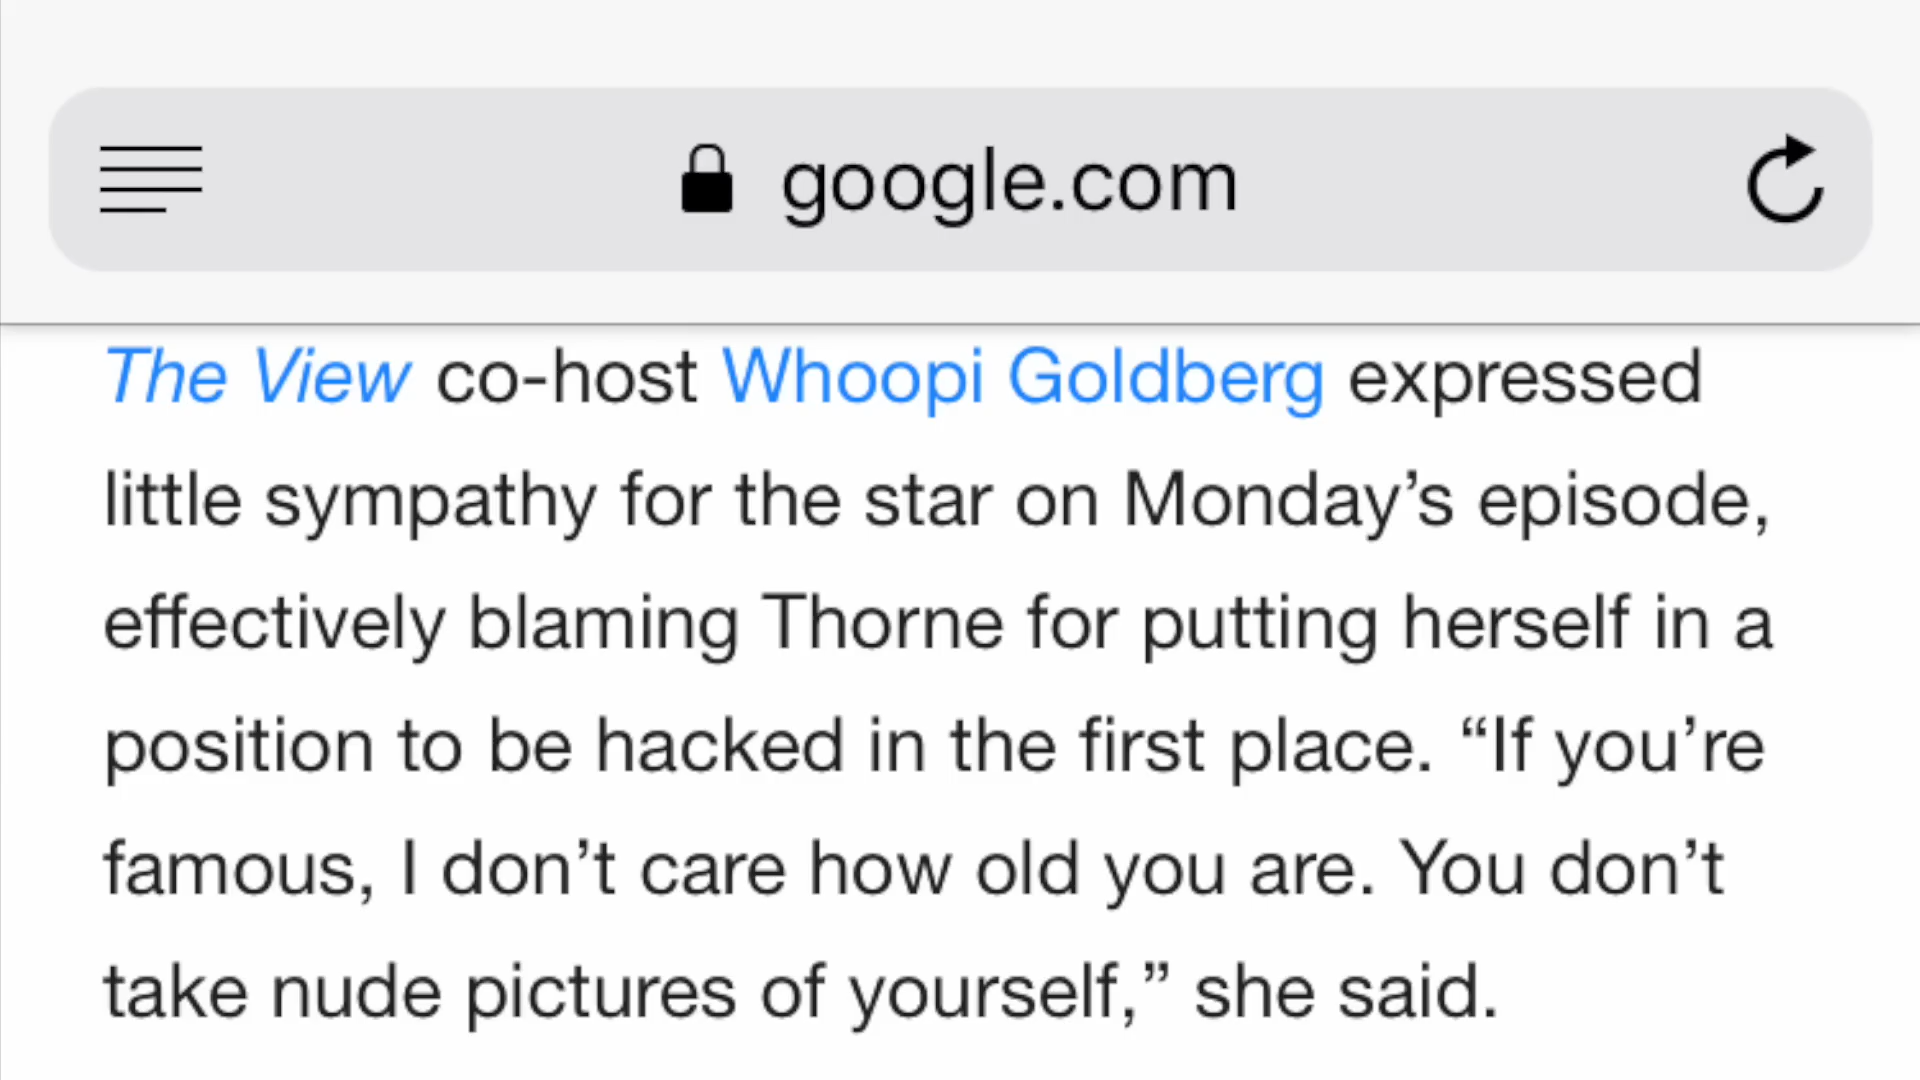 google.com
The View co-host Whoopi Goldberg expressed
little sympathy for the star on Monday’s episode,
effectively blaming Thorne for putting herself in a
position to be hacked in the first place. “If you’re
famous, I don’t care how old you are. You don’t
take nude pictures of yourself,” she said.